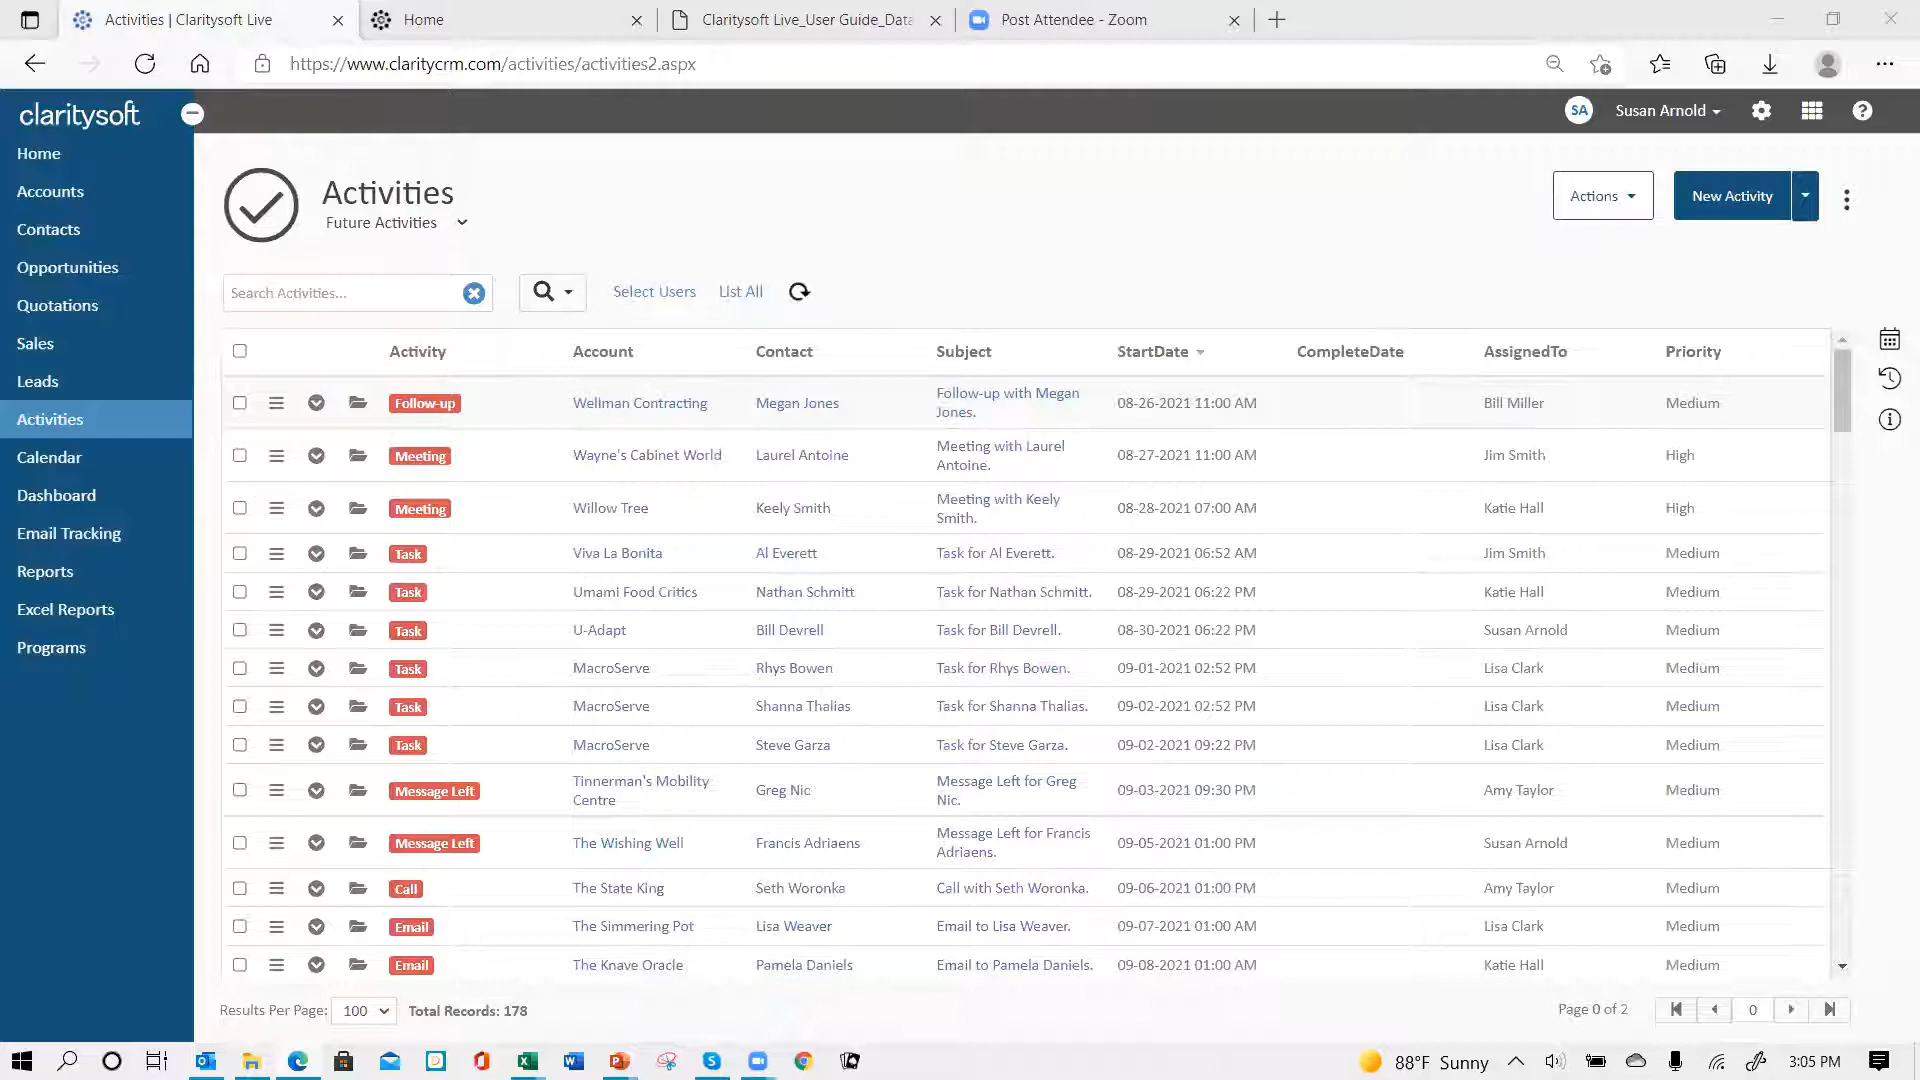 Activities | Claritysoft Live
Home
Claritysoft Live_User Guide_Data
Post Attendee - Zoom
https://www.claritycrm.com/activities/activities2.aspx
claritysoft
SA
Susan Arnold
Home
Accounts
Contacts
Opportunities
Quotations
Sales
Leads
Activities
Calendar
Dashboard
Email Tracking
Reports
Excel Reports
Programs
Activities
Future Activities
Actions
New Activity
Search Activities...
Select Users
List All
Activity Account Contact Subject StartDate CompleteDate AssignedTo Priority
Follow-up Wellman Contracting Megan Jones Follow-up with Megan Jones. 08-26-2021 11:00 AM Bill Miller Medium
Meeting Wayne's Cabinet World Laurel Antoine Meeting with Laurel Antoine. 08-27-2021 11:00 AM Jim Smith High
Meeting Willow Tree Keely Smith Meeting with Keely Smith. 08-28-2021 07:00 AM Katie Hall High
Task Viva La Bonita Al Everett Task for Al Everett. 08-29-2021 06:52 AM Jim Smith Medium
Task Umami Food Critics Nathan Schmitt Task for Nathan Schmitt. 08-29-2021 06:22 PM Katie Hall Medium
Task U-Adapt Bill Devrell Task for Bill Devrell. 08-30-2021 06:22 PM Susan Arnold Medium
Task MacroServe Rhys Bowen Task for Rhys Bowen. 09-01-2021 02:52 PM Lisa Clark Medium
Task MacroServe Shanna Thalias Task for Shanna Thalias. 09-02-2021 02:52 PM Lisa Clark Medium
Task MacroServe Steve Garza Task for Steve Garza. 09-02-2021 09:22 PM Lisa Clark Medium
Message Left Tinnerman's Mobility Centre Greg Nic Message Left for Greg Nic. 09-03-2021 09:30 PM Amy Taylor Medium
Message Left The Wishing Well Francis Adriaens Message Left for Francis Adriaens. 09-05-2021 01:00 PM Susan Arnold Medium
Call The State King Seth Woronka Call with Seth Woronka. 09-06-2021 01:00 PM Amy Taylor Medium
Email The Simmering Pot Lisa Weaver Email to Lisa Weaver. 09-07-2021 01:00 AM Lisa Clark Medium
Email The Knave Oracle Pamela Daniels Email to Pamela Daniels. 09-08-2021 01:00 AM Katie Hall Medium
Results Per Page: 100 Total Records: 178
Page 0 of 2
0
88°F Sunny
3:05 PM